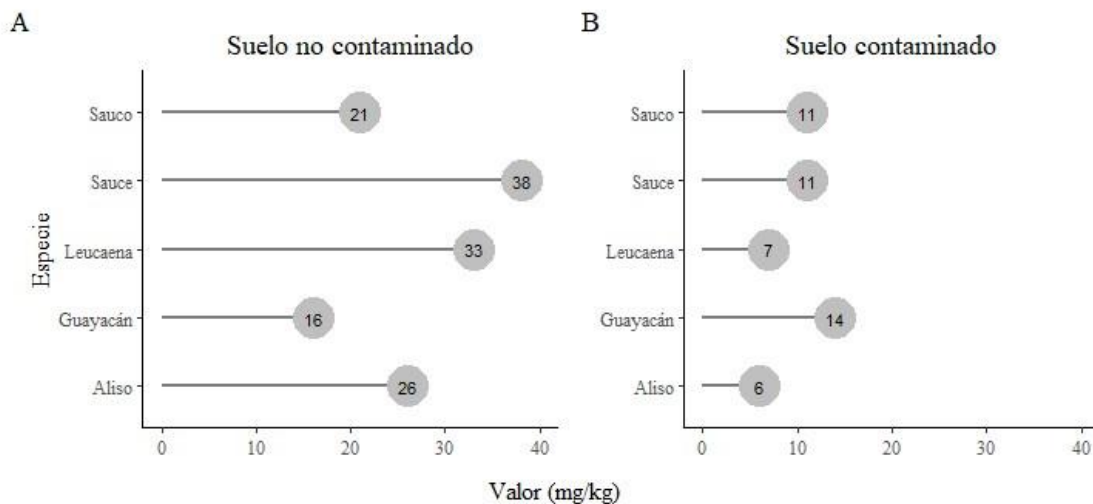 A
Suelo no contaminado
Especie
Sauco
21
Sauce
38
Leucaena
33
Guayacán
16
Aliso
26
0 10 20 30 40
B
Suelo contaminado
Sauco
11
Sauce
11
Leucaena
7
Guayacán
14
Aliso
6
0 10 20 30 40
Valor (mg/kg)